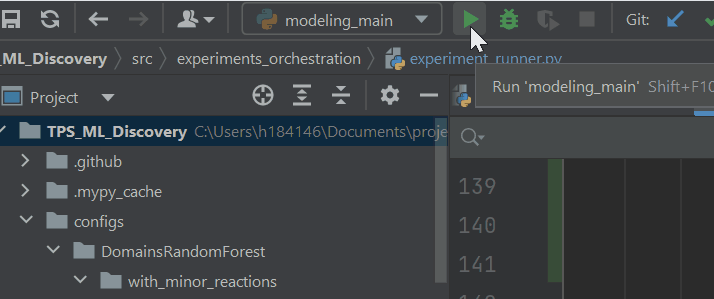 modeling_main
Git:
_ML_Discovery
src
experiments_orchestration
experiment_runner.py
Project
Run 'modeling_main' Shift+F10
TPS_ML_Discovery C:\Users\h184146\Documents\proje
.github
.mypy_cache
configs
DomainsRandomForest
with_minor_reactions
139
140
141